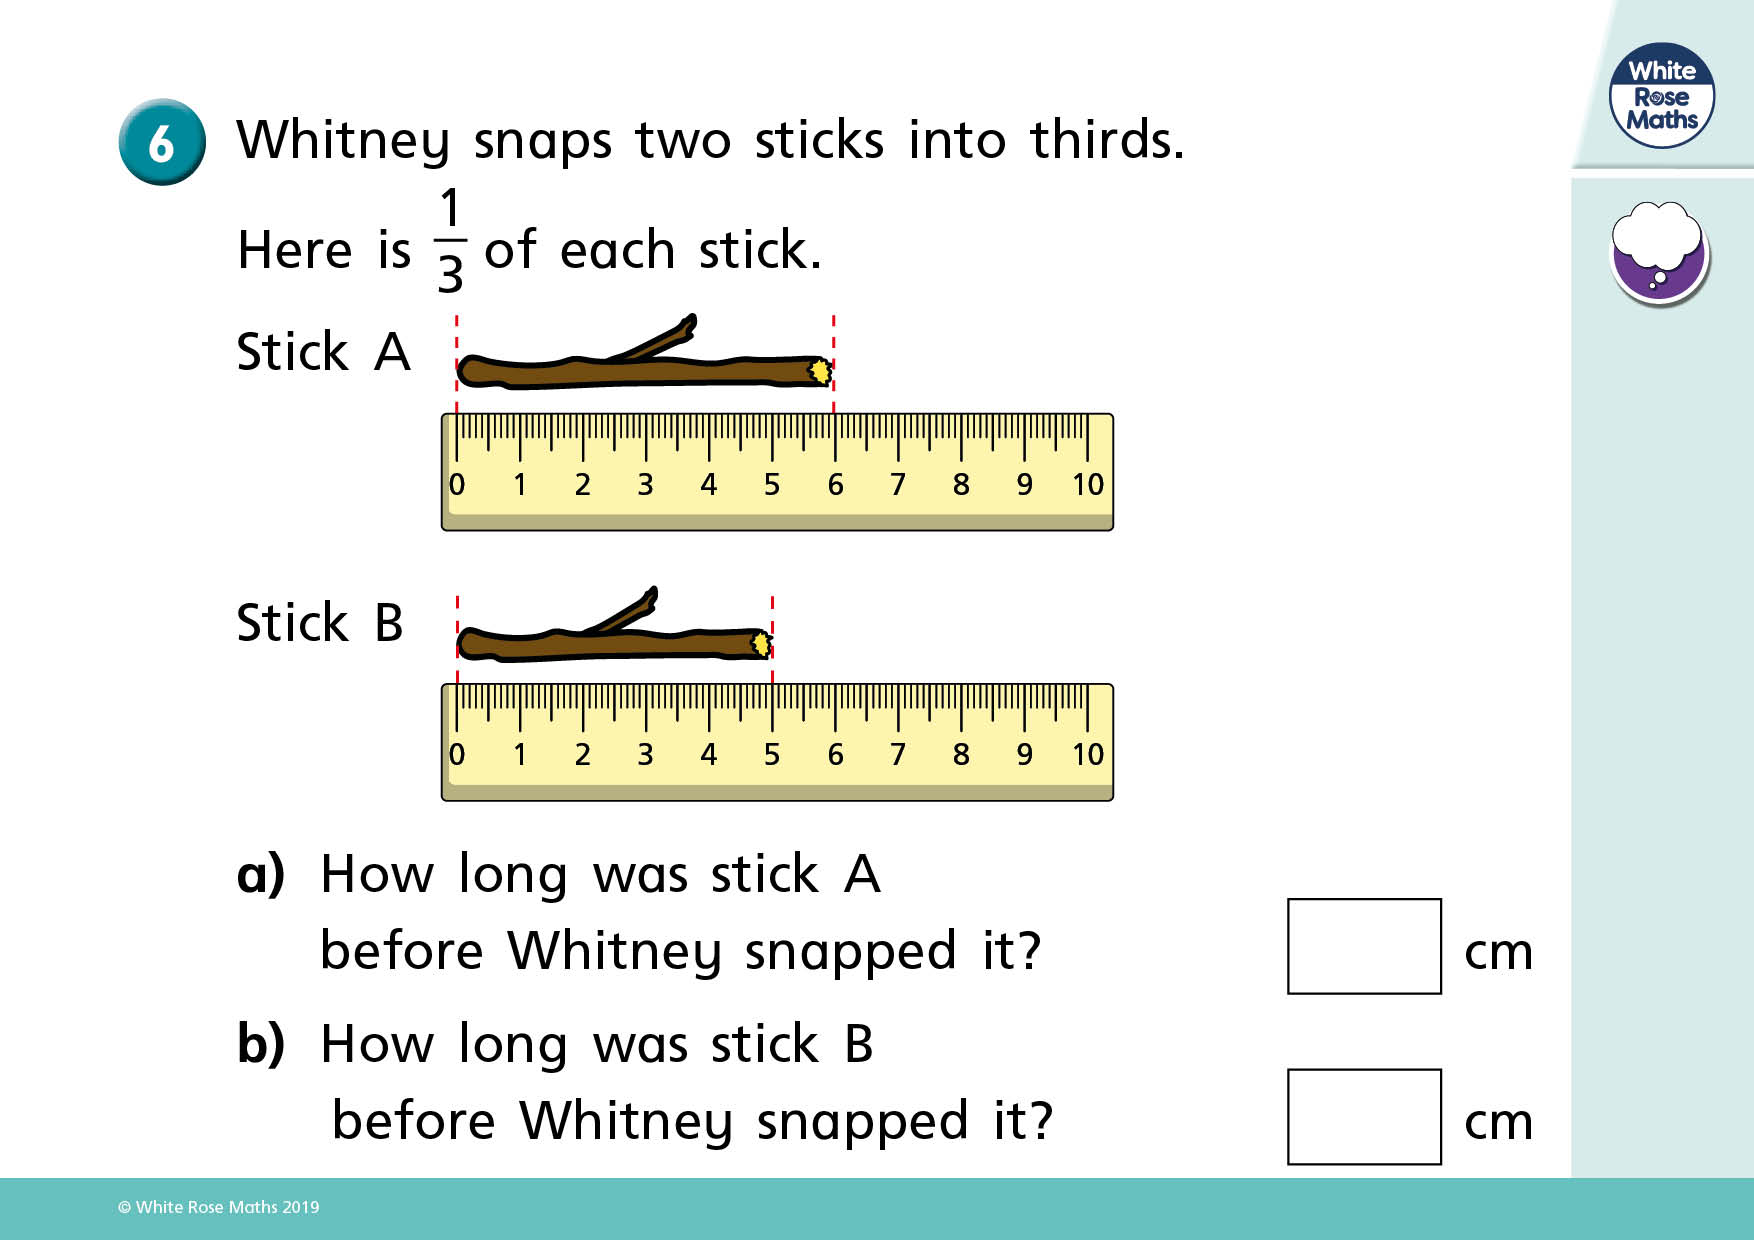 White
Rose
Maths
6 Whitney snaps two sticks into thirds.
Here is 1/3 of each stick.
Stick A
0 1 2 3 4 5 6 7 8 9 10
Stick B
0 1 2 3 4 5 6 7 8 9 10
a) How long was stick A
before Whitney snapped it? cm
b) How long was stick B
before Whitney snapped it? cm
© White Rose Maths 2019